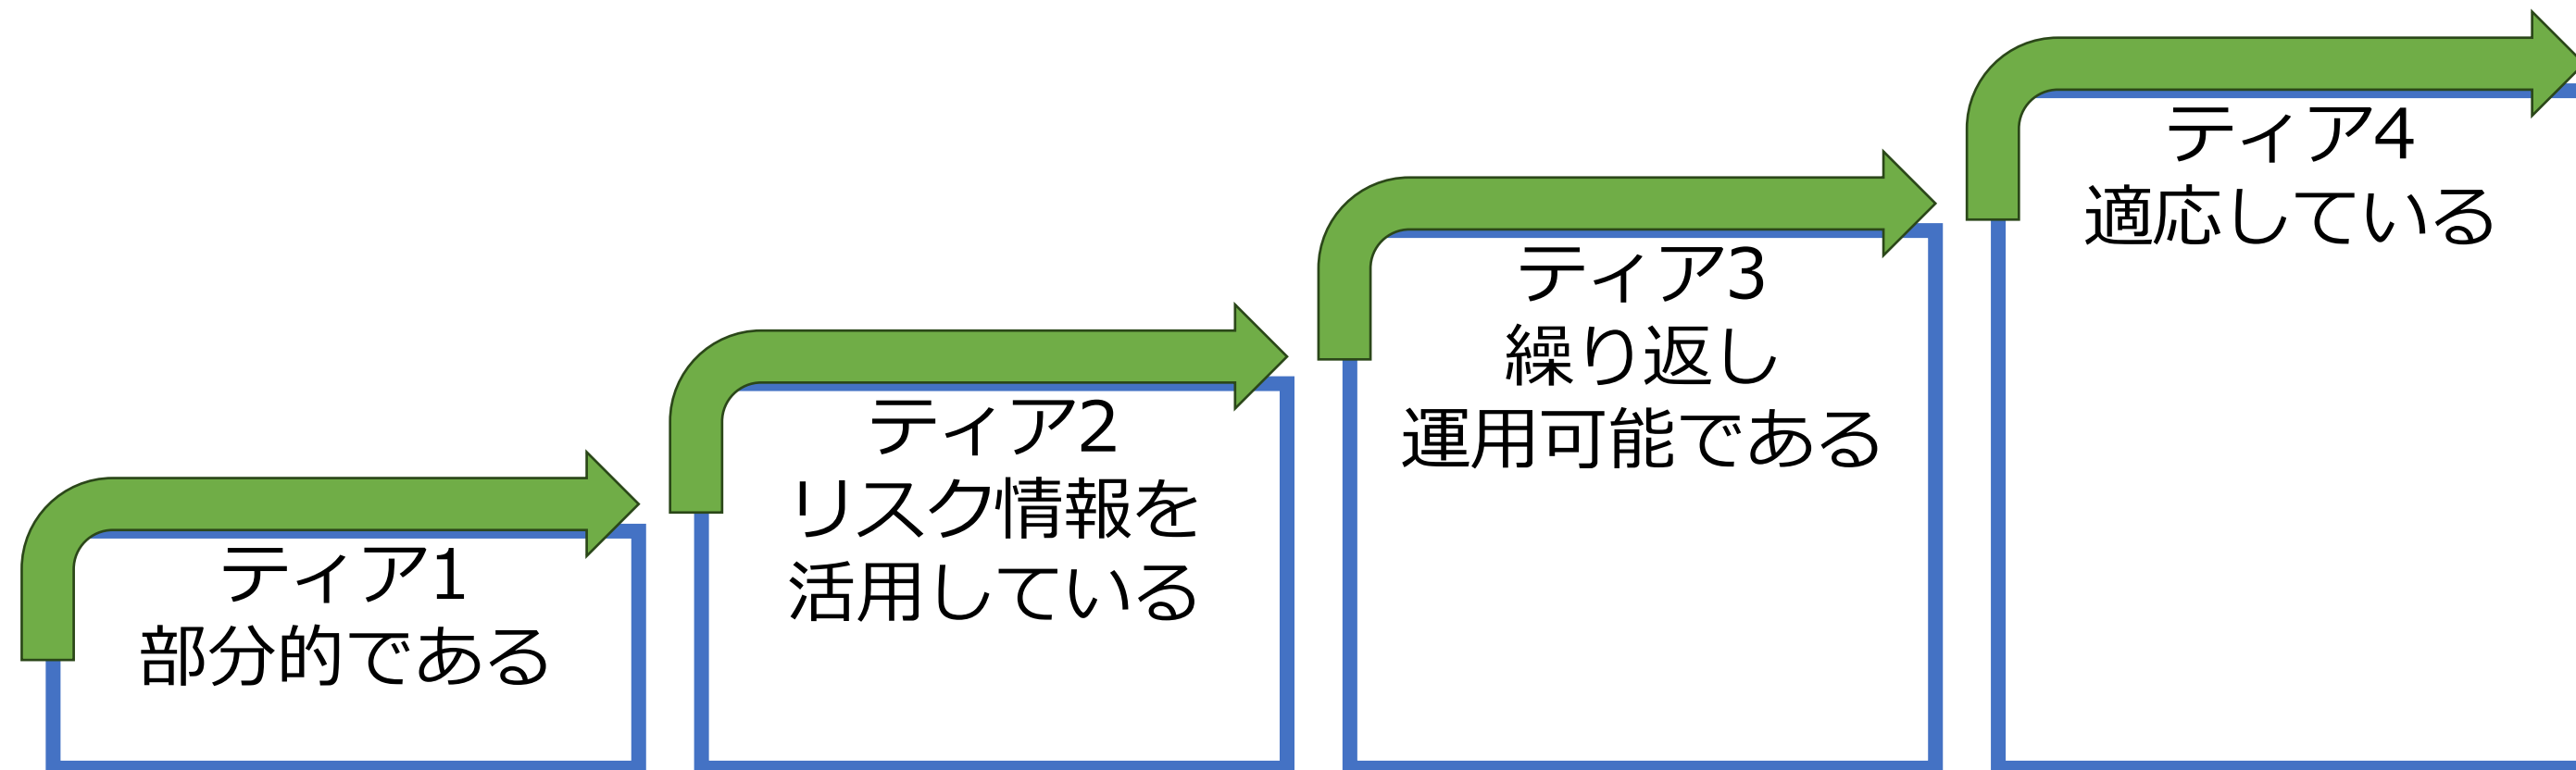 ティア1
部分的である
ティア2
リスク情報を
活用している
ティア3
繰り返し
運用可能である
ティア4
適応している